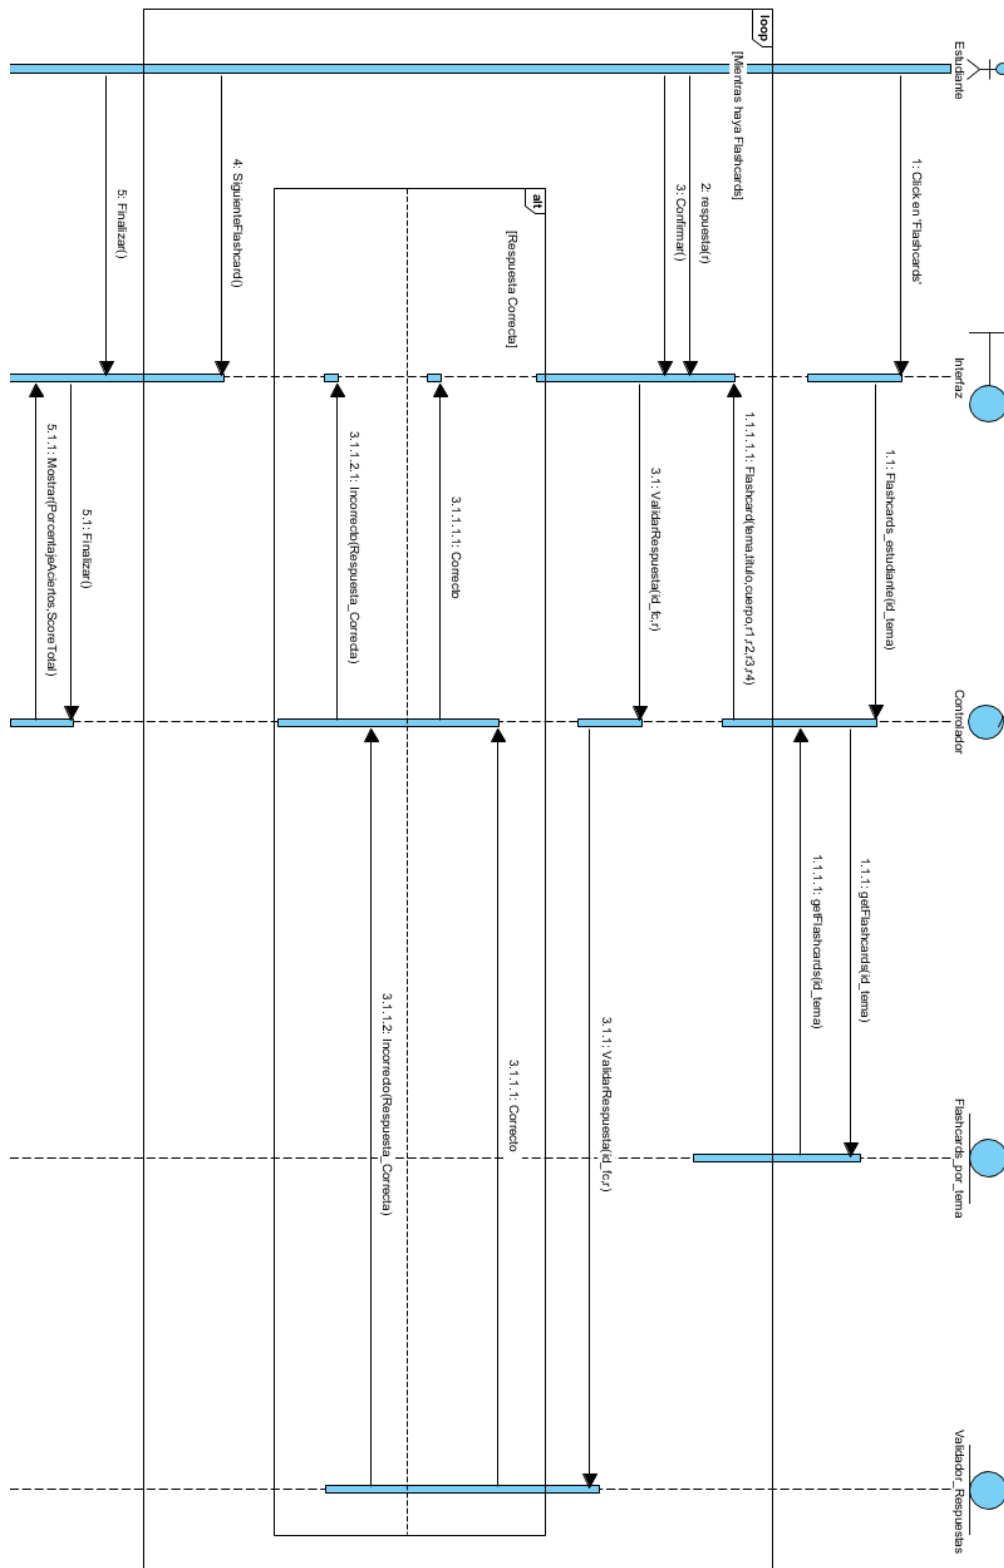 Estudiante
Interfaz
Controlador
Flashcards_por_tema
Validador_Respuestas
1: Click en 'Flashcards'
1.1: Flashcards_estudiante(id_tema)
1.1.1: getFlashcards(id_tema)
1.1.1.1: getFlashcards(id_tema)
loop
[Mientras haya Flashcards]
1.1.1.1.1: Flashcard(tema,titulo,cuerpo,r1,r2,r3,r4)
2: respuesta(r)
3: Confirmar()
3.1: ValidarRespuesta(id_fc,r)
3.1.1: ValidarRespuesta(id_fc,r)
alt
[Respuesta Correcta]
3.1.1.1: Correcto
3.1.1.1.1: Correcto
3.1.1.2: Incorrecto(Respuesta_Correcta)
3.1.1.2.1: Incorrecto(Respuesta_Correcta)
4: SiguienteFlashcard()
5: Finalizar()
5.1: Finalizar()
5.1.1: Mostrar(PorcentajeAciertos,ScoreTotal)